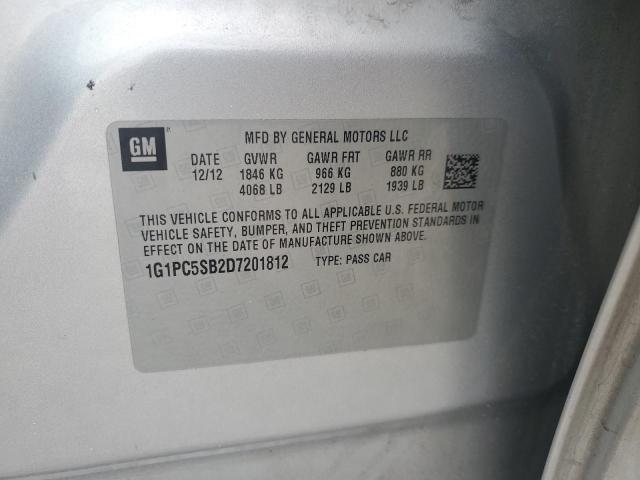 GM
MFD BY GENERAL MOTORS LLC
DATE GVWR GAWR FRT GAWR RR
12/12 1846 KG 966 KG 880 KG
4068 LB 2129 LB 1939 LB
THIS VEHICLE CONFORMS TO ALL APPLICABLE U.S. FEDERAL MOTOR
VEHICLE SAFETY, BUMPER, AND THEFT PREVENTION STANDARDS IN
EFFECT ON THE DATE OF MANUFACTURE SHOWN ABOVE.
1G1PC5SB2D7201812 TYPE: PASS CAR